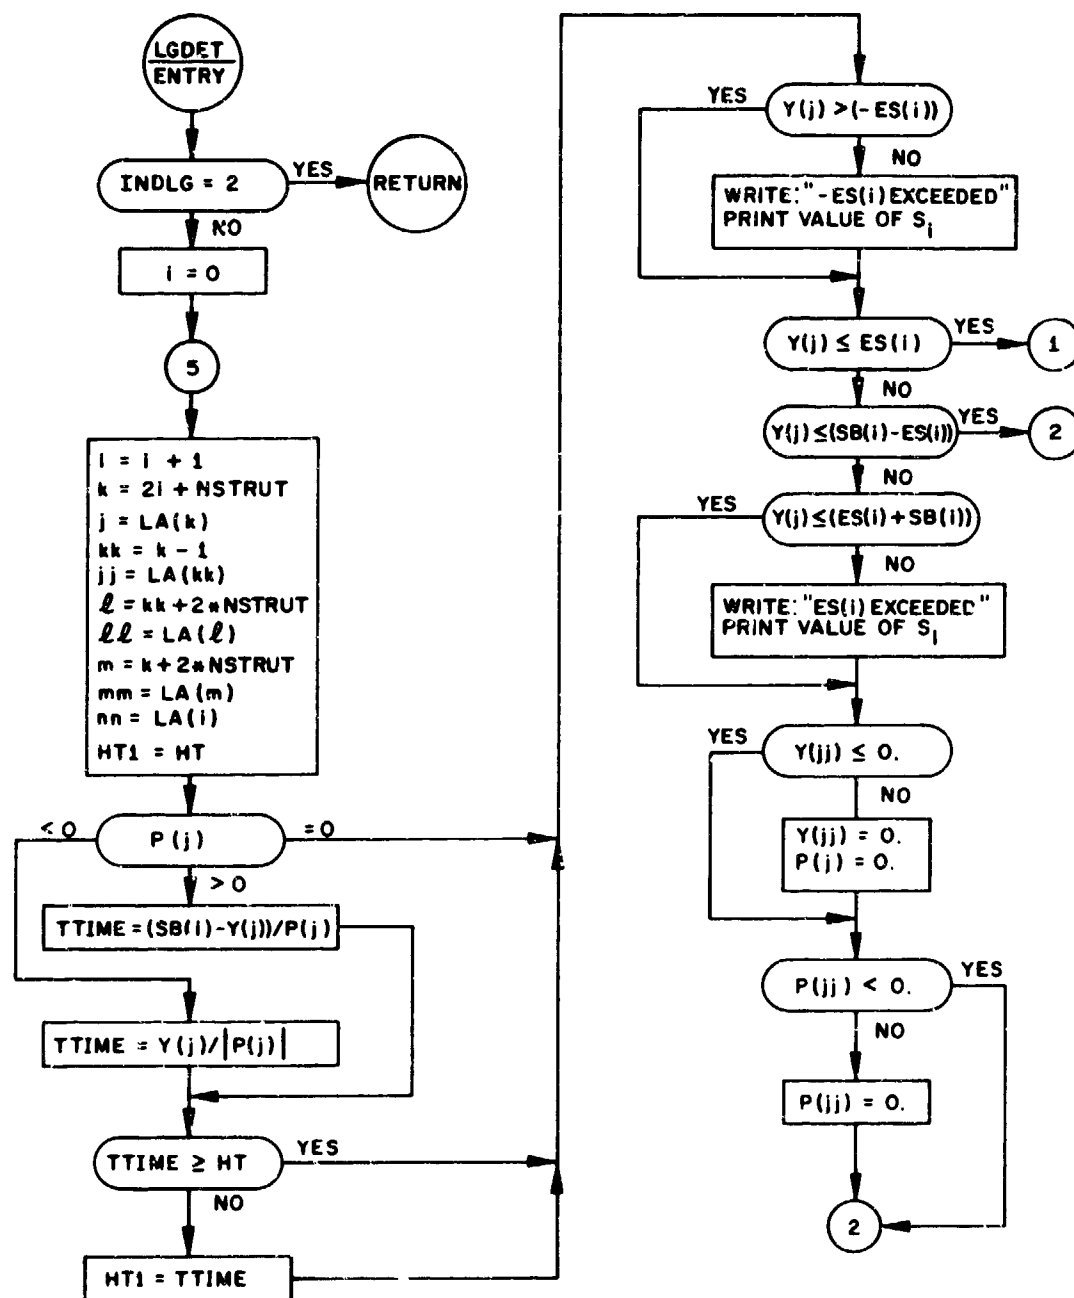 LGDET
ENTRY
INDLG = 2
YES
RETURN
NO
i = 0
5
i = i + 1
k = 2i + NSTRUT
j = LA(k)
kk = k - 1
jj = LA(kk)
ℓ = kk+2*NSTRUT
ℓℓ = LA(ℓ)
m = k+2*NSTRUT
mm = LA(m)
nn = LA(i)
HT1 = HT
< 0
P(j)
=0
> 0
TTIME=(SB(i)-Y(j))/P(j)
TTIME = Y(j)/|P(j)|
TTIME ≥ HT
YES
NO
HT1 = TTIME
YES
Y(j) >(-ES(i))
NO
WRITE:"-ES(i) EXCEEDED"
PRINT VALUE OF Si
Y(j) ≤ ES(i)
YES
1
NO
Y(j)≤(SB(i)-ES(i))
YES
2
NO
YES
Y(j)≤(ES(i)+SB(i))
NO
WRITE:"ES(i) EXCEEDED"
PRINT VALUE OF Si
YES
Y(jj) ≤ 0.
NO
Y(jj) = 0.
P(j) = 0.
P(jj) < 0.
YES
NO
P(jj) = 0.
2